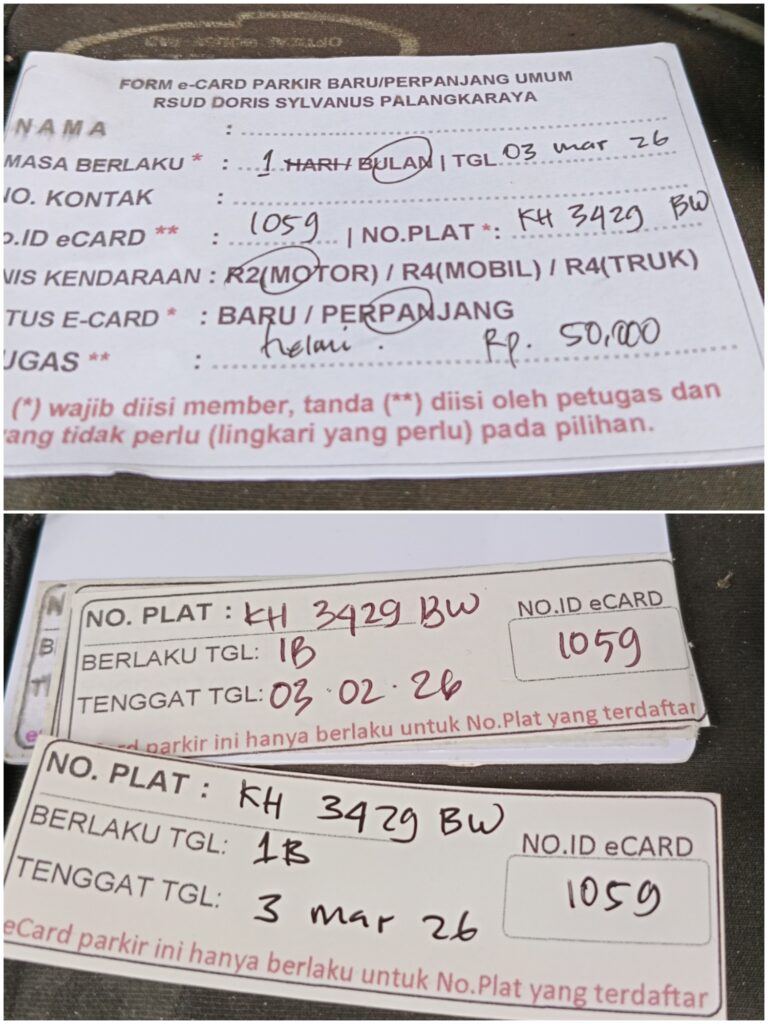 FORM e-CARD PARKIR BARU/PERPANJANG UMUM
RSUD DORIS SYLVANUS PALANGKARAYA
NAMA :
MASA BERLAKU * : 1 HARI / BULAN | TGL 03 mar 26
NO. KONTAK :
O.ID eCARD ** : 1059 | NO.PLAT *: KH 3429 BW
NIS KENDARAAN : R2(MOTOR) / R4(MOBIL) / R4(TRUK)
TUS E-CARD * : BARU / PERPANJANG
UGAS ** : Rp. 50,000
(*) wajib diisi member, tanda (**) diisi oleh petugas dan
ang tidak perlu (lingkari yang perlu) pada pilihan.
NO. PLAT : KH 3429 BW
NO.ID eCARD
BERLAKU TGL: 1B
1059
TENGGAT TGL: 03.02.26
card parkir ini hanya berlaku untuk No.Plat yang terdaftar
NO. PLAT : KH 3429 BW
BERLAKU TGL: 1B
NO.ID eCARD
TENGGAT TGL: 3 mar 26
1059
eCard parkir ini hanya berlaku untuk No.Plat yang terdaftar